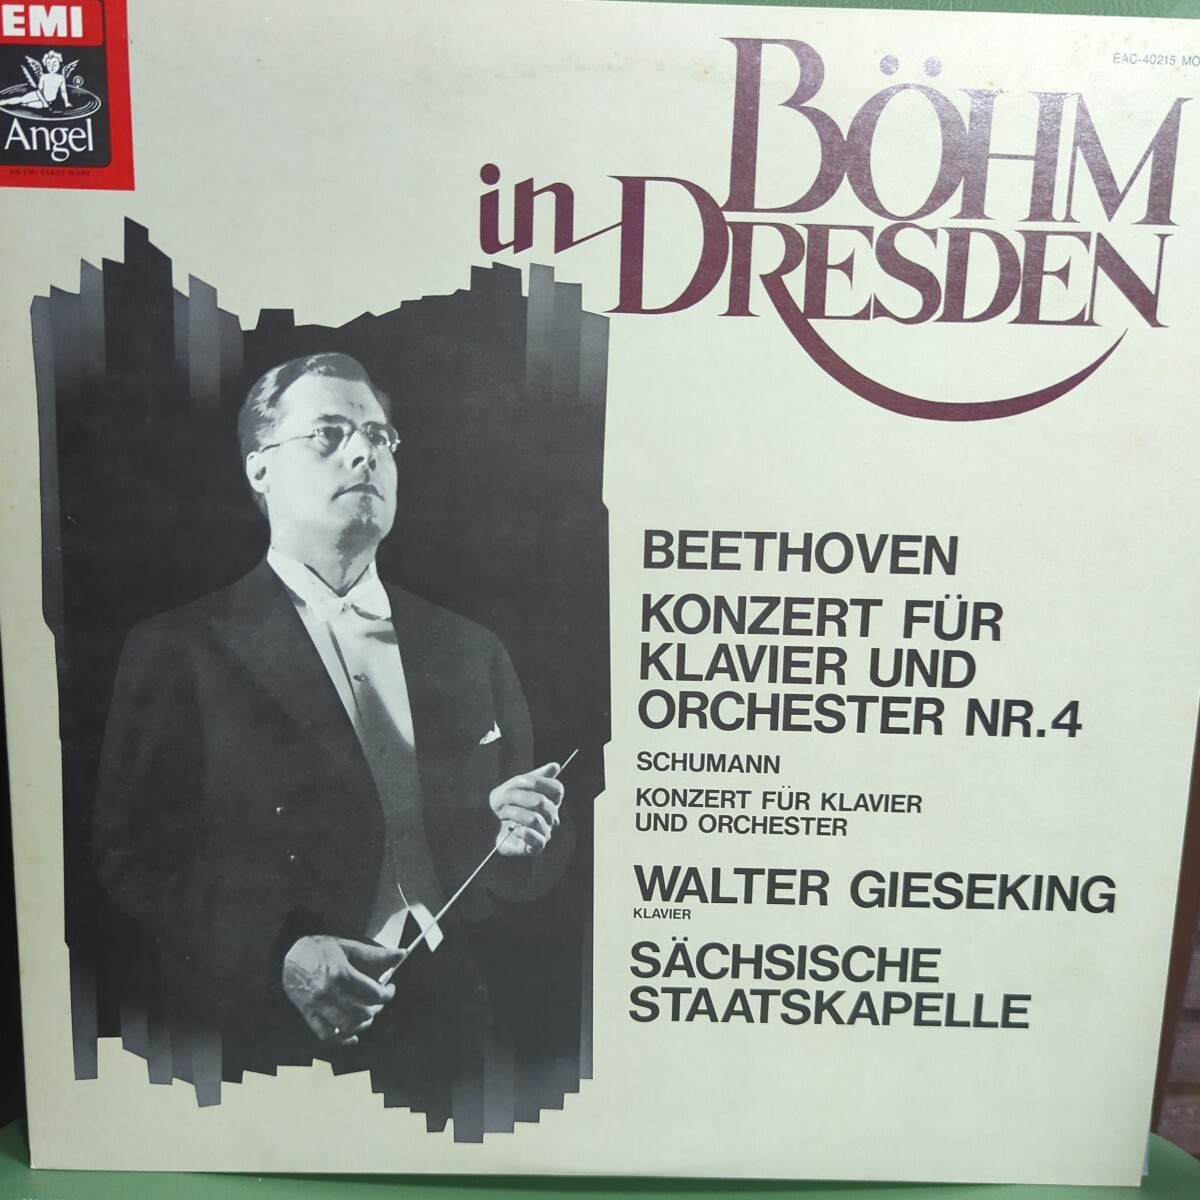 EMI
Angel
AN EMI TRADE MARK
EAC-40215 MO
BÖHM
in DRESDEN
BEETHOVEN
KONZERT FÜR
KLAVIER UND
ORCHESTER NR.4
SCHUMANN
KONZERT FÜR KLAVIER
UND ORCHESTER
WALTER GIESEKING
KLAVIER
SÄCHSISCHE
STAATSKAPELLE